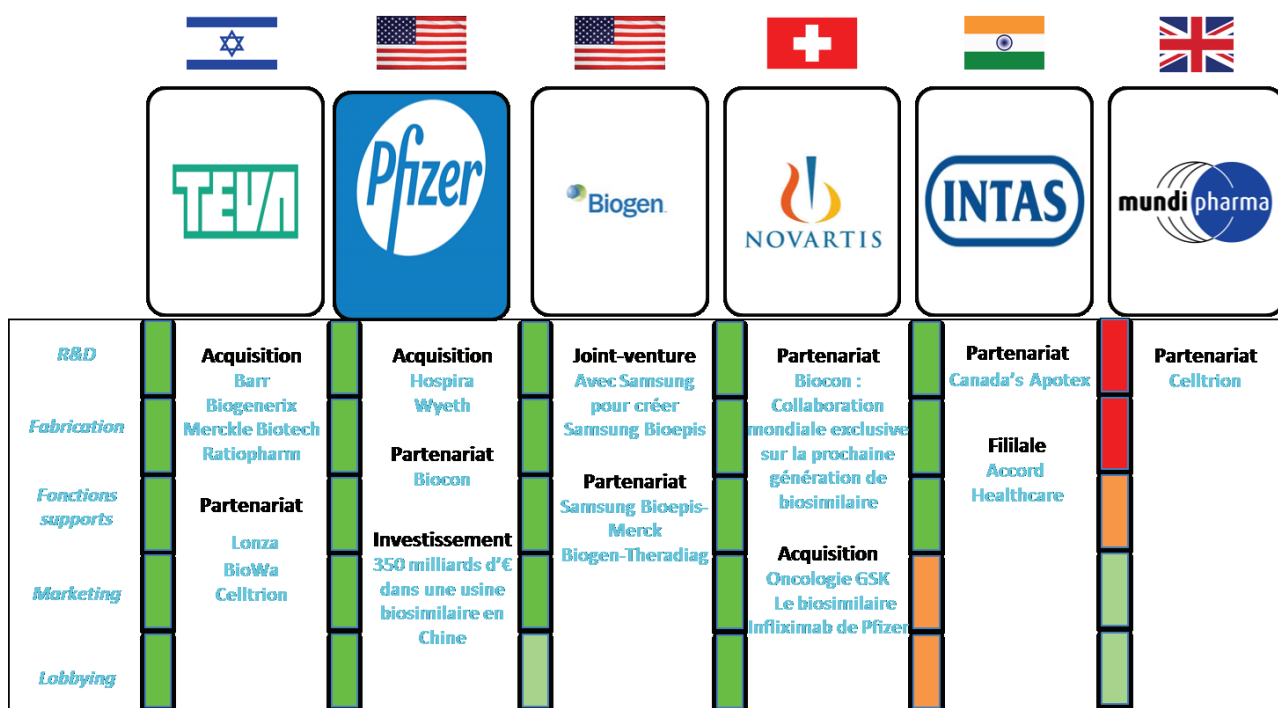 TEVA
Pfizer
Biogen
NOVARTIS
INTAS
mundi pharma
R&D
Fabrication
Fonctions
supports
Marketing
Lobbying
Acquisition
Barr
Biogenerix
Merckle Biotech
Ratiopharm
Partenariat
Lonza
BioWa
Celltrion
Acquisition
Hospira
Wyeth
Partenariat
Biocon
Investissement
350 milliards d'€
dans une usine
biosimilaire en
Chine
Joint-venture
Avec Samsung
pour créer
Samsung Bioepis
Partenariat
Samsung Bioepis-
Merck
Biogen-Theradiag
Partenariat
Biocon :
Collaboration
mondiale exclusive
sur la prochaine
génération de
biosimilaire
Acquisition
Oncologie GSK
Le biosimilaire
Infliximab de Pfizer
Partenariat
Canada's Apotex
Fililale
Accord
Healthcare
Partenariat
Celltrion